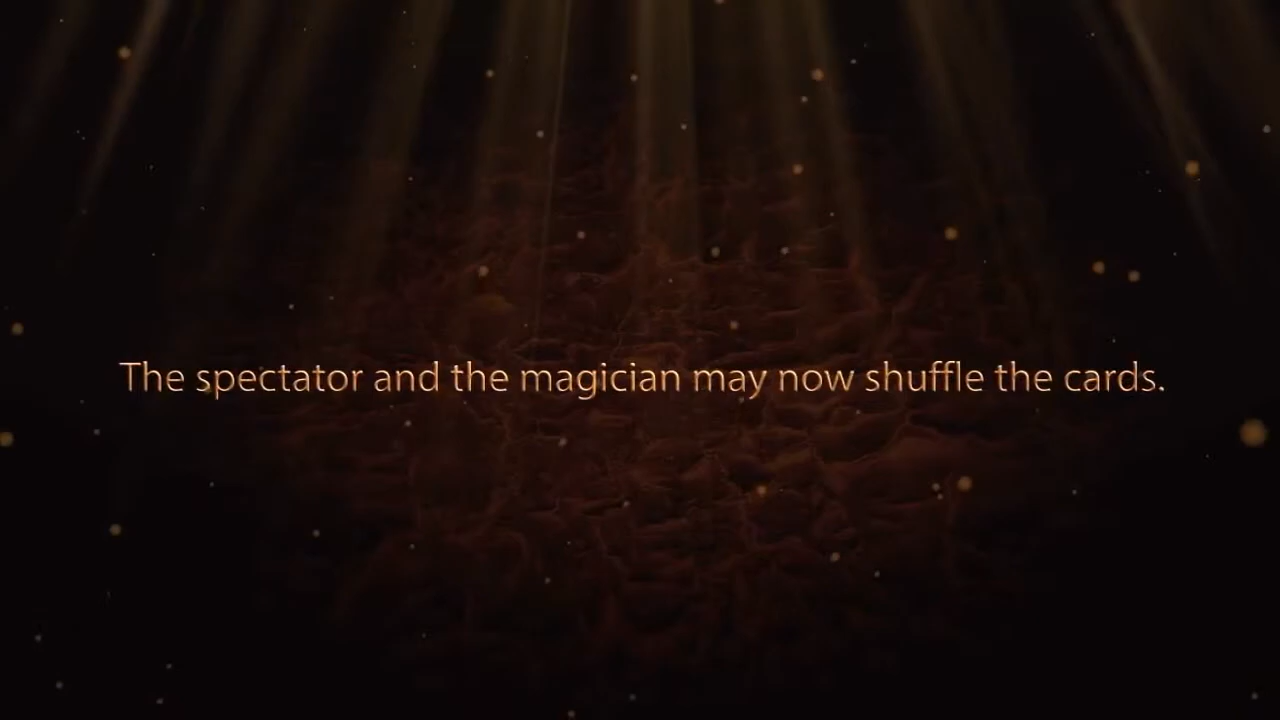 The spectator and the magician may now shuffle the cards.